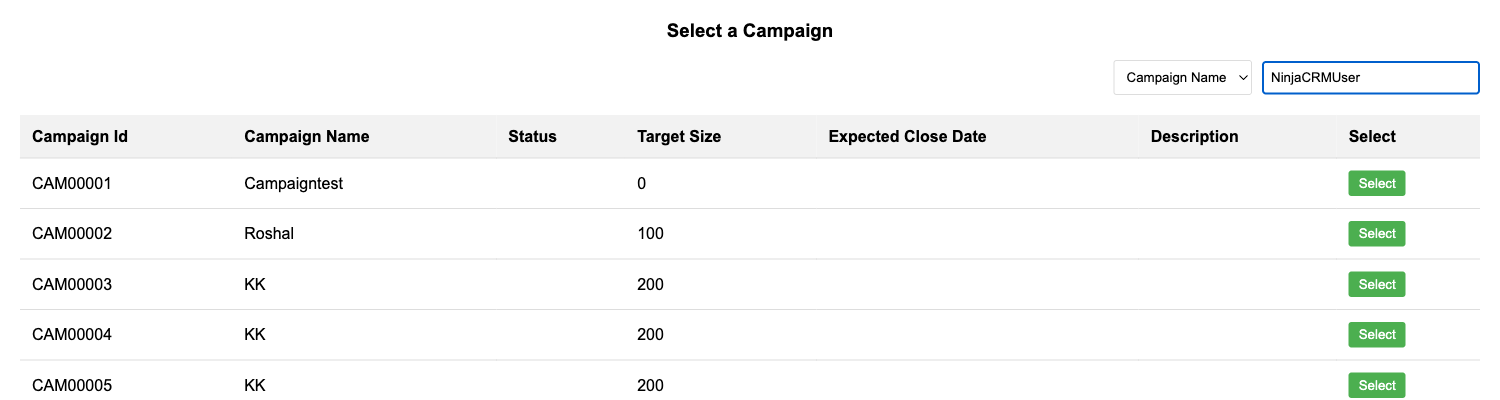 Select a Campaign
Campaign Name NinjaCRMUser
Campaign Id Campaign Name Status Target Size Expected Close Date Description Select
CAM00001 Campaigntest 0 Select
CAM00002 Roshal 100 Select
CAM00003 KK 200 Select
CAM00004 KK 200 Select
CAM00005 KK 200 Select